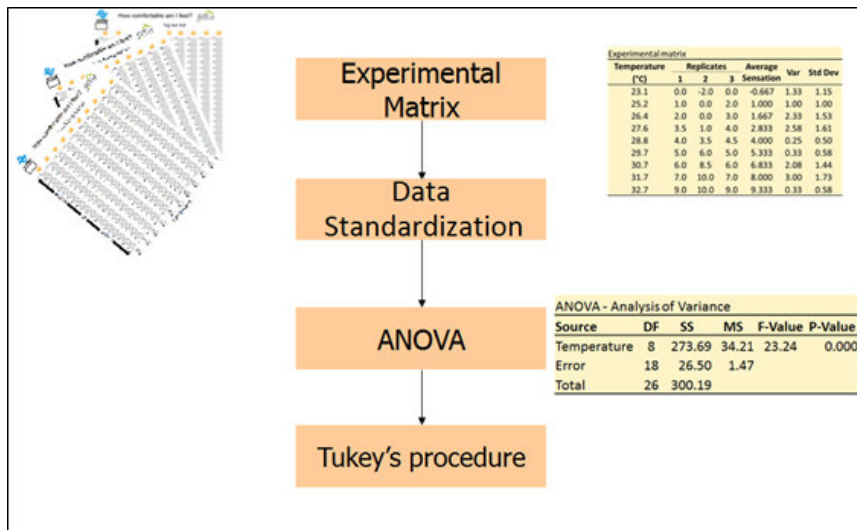 How comfortable am I feel?
How comfortable am I feel?
How comfortable am I feel?
Experimental
Matrix
Data
Standardization
ANOVA
Tukey's procedure
Experimental matrix
Temperature Replicates Average Var Std Dev
(°C) 1 2 3 Sensation
23.1 0.0 -2.0 0.0 -0.667 1.33 1.15
25.2 1.0 0.0 2.0 1.000 1.00 1.00
26.4 2.0 0.0 3.0 1.667 2.33 1.53
27.6 3.5 1.0 4.0 2.833 2.58 1.61
28.8 4.0 3.5 4.5 4.000 0.25 0.50
29.7 5.0 6.0 5.0 5.333 0.33 0.58
30.7 6.0 8.5 6.0 6.833 2.08 1.44
31.7 7.0 10.0 7.0 8.000 3.00 1.73
32.7 9.0 10.0 9.0 9.333 0.33 0.58
ANOVA - Analysis of Variance
Source DF SS MS F-Value P-Value
Temperature 8 273.69 34.21 23.24 0.000
Error 18 26.50 1.47
Total 26 300.19